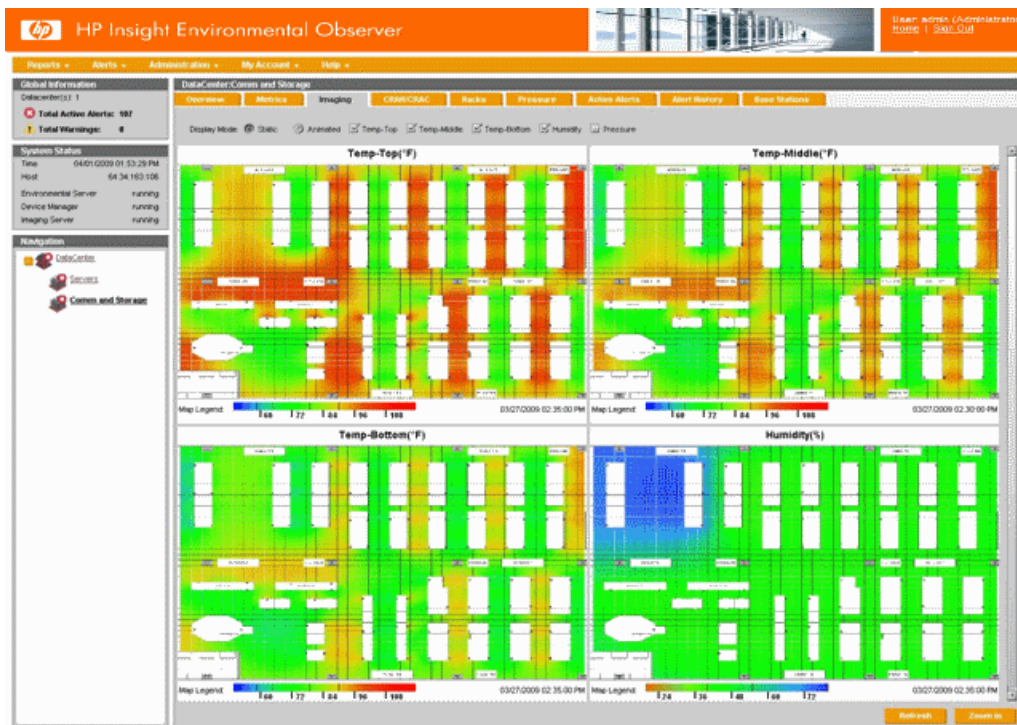 hp HP Insight Environmental Observer
User: admin (Administrator
Home | Sign Out
Reports Alerts Administration My Account Help
Global Information
Datacenter(s): 1
Total Active Alerts: 187
Total Warnings: 0
System Status
Time 04/01/2009 01:53:29 PM
Host 64.34.163.106
Environmental Server running
Device Manager running
Imaging Server running
Navigation
DataCenter
Servers
Comm and Storage
DataCenter:Comm and Storage
Overview Metrics Imaging CRAH/CRAC Racks Pressure Active Alerts Alert History Base Stations
Display Mode: Static Animated Temp-Top Temp-Middle Temp-Bottom Humidity Pressure
Temp-Top(°F)
Map Legend: 60 72 84 96 108 03/27/2009 02:35:00 PM
Temp-Middle(°F)
Map Legend: 60 72 84 96 108 03/27/2009 02:30:00 PM
Temp-Bottom(°F)
Map Legend: 60 72 84 96 108 03/27/2009 02:35:00 PM
Humidity(%)
Map Legend: 24 36 48 60 72 03/27/2009 02:35:00 PM
Refresh Zoom in